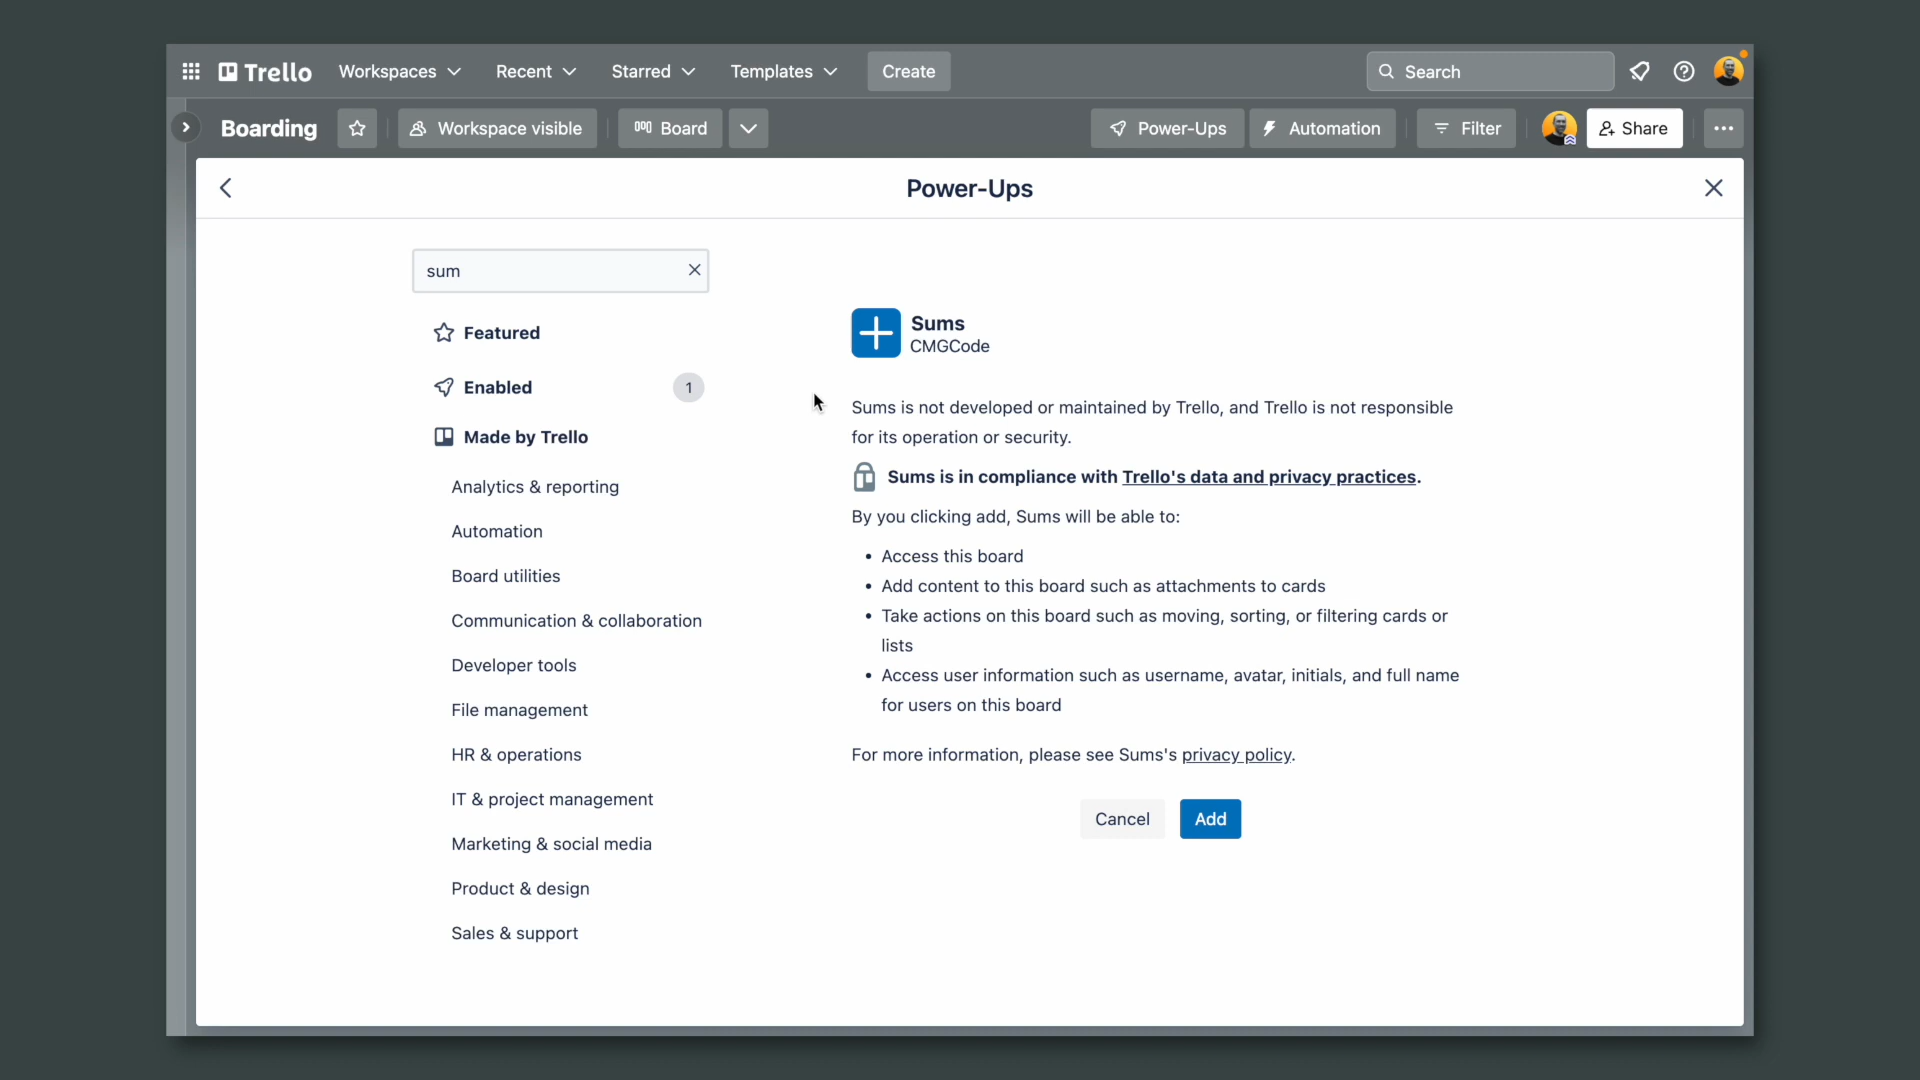 Trello Workspaces Recent Starred Templates Create Search
Boarding Workspace visible Board Power-Ups Automation Filter Share
Power-Ups
sum
Featured
Enabled 1
Made by Trello
Analytics & reporting
Automation
Board utilities
Communication & collaboration
Developer tools
File management
HR & operations
IT & project management
Marketing & social media
Product & design
Sales & support
Sums
CMGCode
Sums is not developed or maintained by Trello, and Trello is not responsible
for its operation or security.
Sums is in compliance with Trello's data and privacy practices.
By you clicking add, Sums will be able to:
• Access this board
• Add content to this board such as attachments to cards
• Take actions on this board such as moving, sorting, or filtering cards or
lists
• Access user information such as username, avatar, initials, and full name
for users on this board
For more information, please see Sums's privacy policy.
Cancel Add